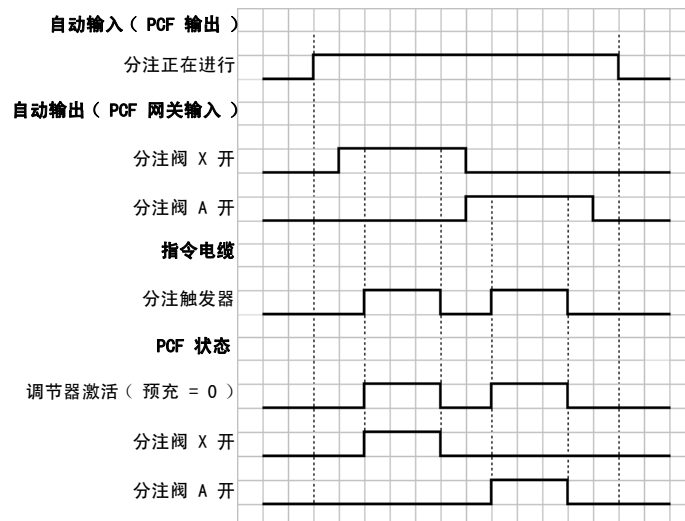 自动输入（ PCF 输出 ）
分注正在进行
自动输出（ PCF 网关输入 ）
分注阀 X 开
分注阀 A 开
指令电缆
分注触发器
PCF 状态
调节器激活（ 预充 = 0 ）
分注阀 X 开
分注阀 A 开